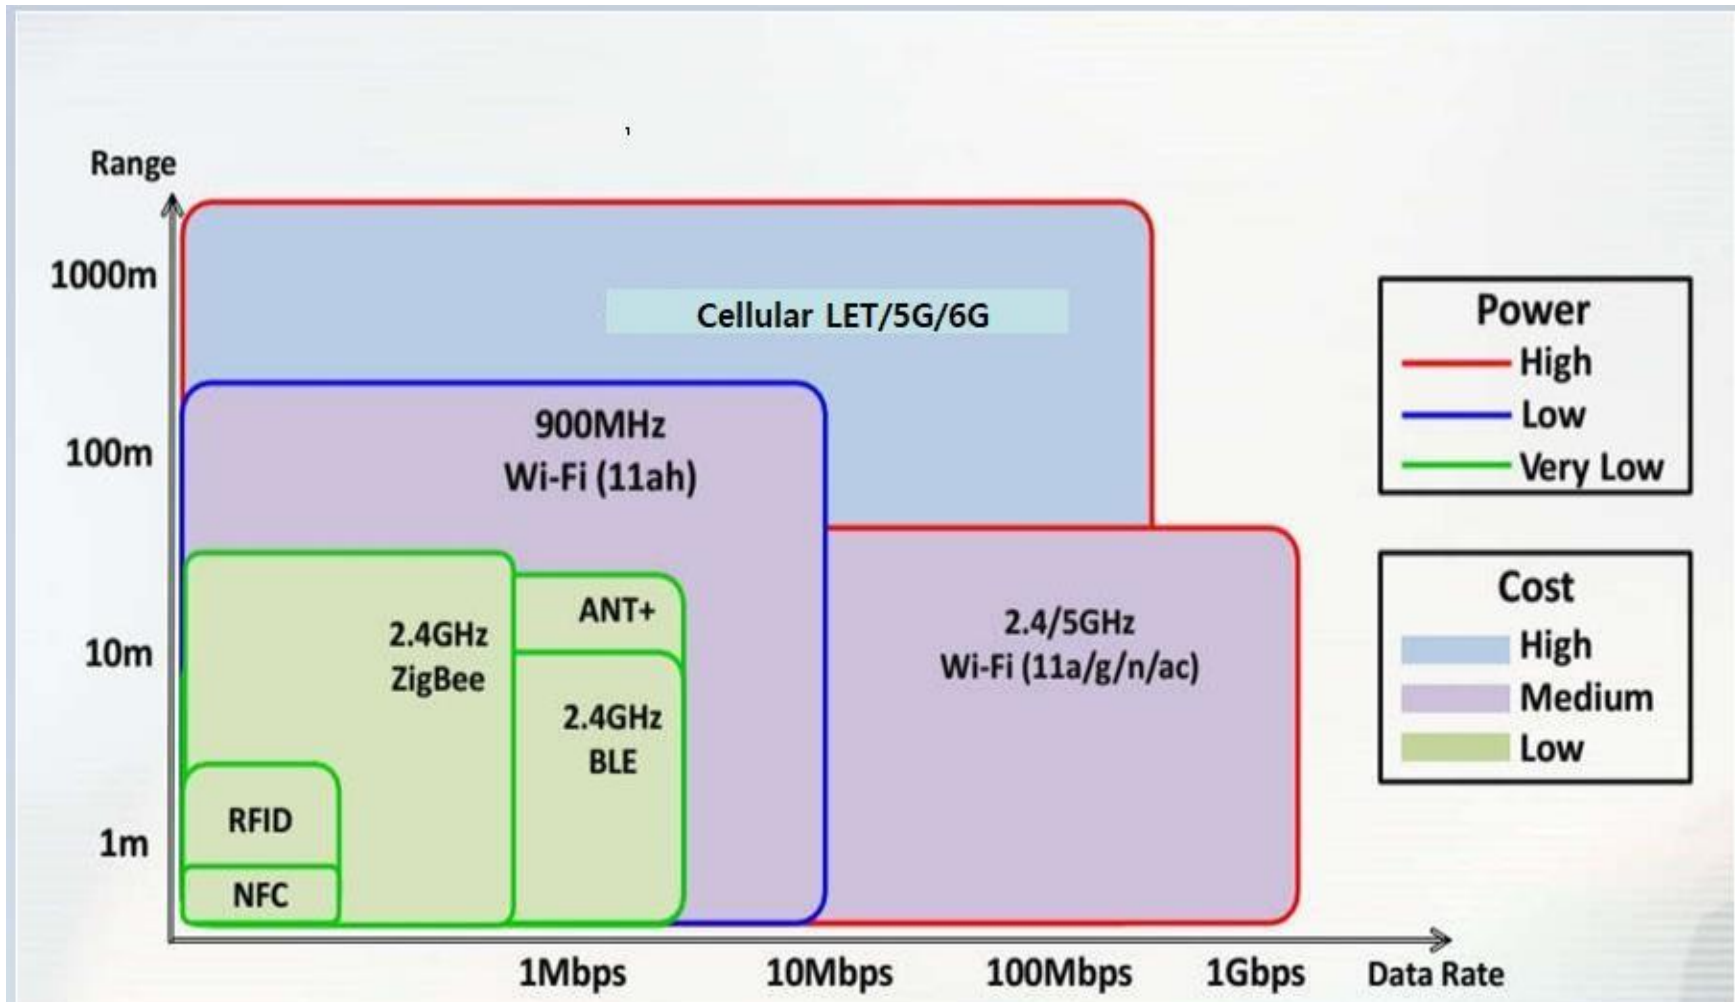 Range
1000m
100m
10m
1m
Cellular LET/5G/6G
900MHz
Wi-Fi (11ah)
2.4GHz
ZigBee
ANT+
2.4GHz
BLE
RFID
NFC
2.4/5GHz
Wi-Fi (11a/g/n/ac)
Power
High
Low
Very Low
Cost
High
Medium
Low
1Mbps
10Mbps
100Mbps
1Gbps
Data Rate